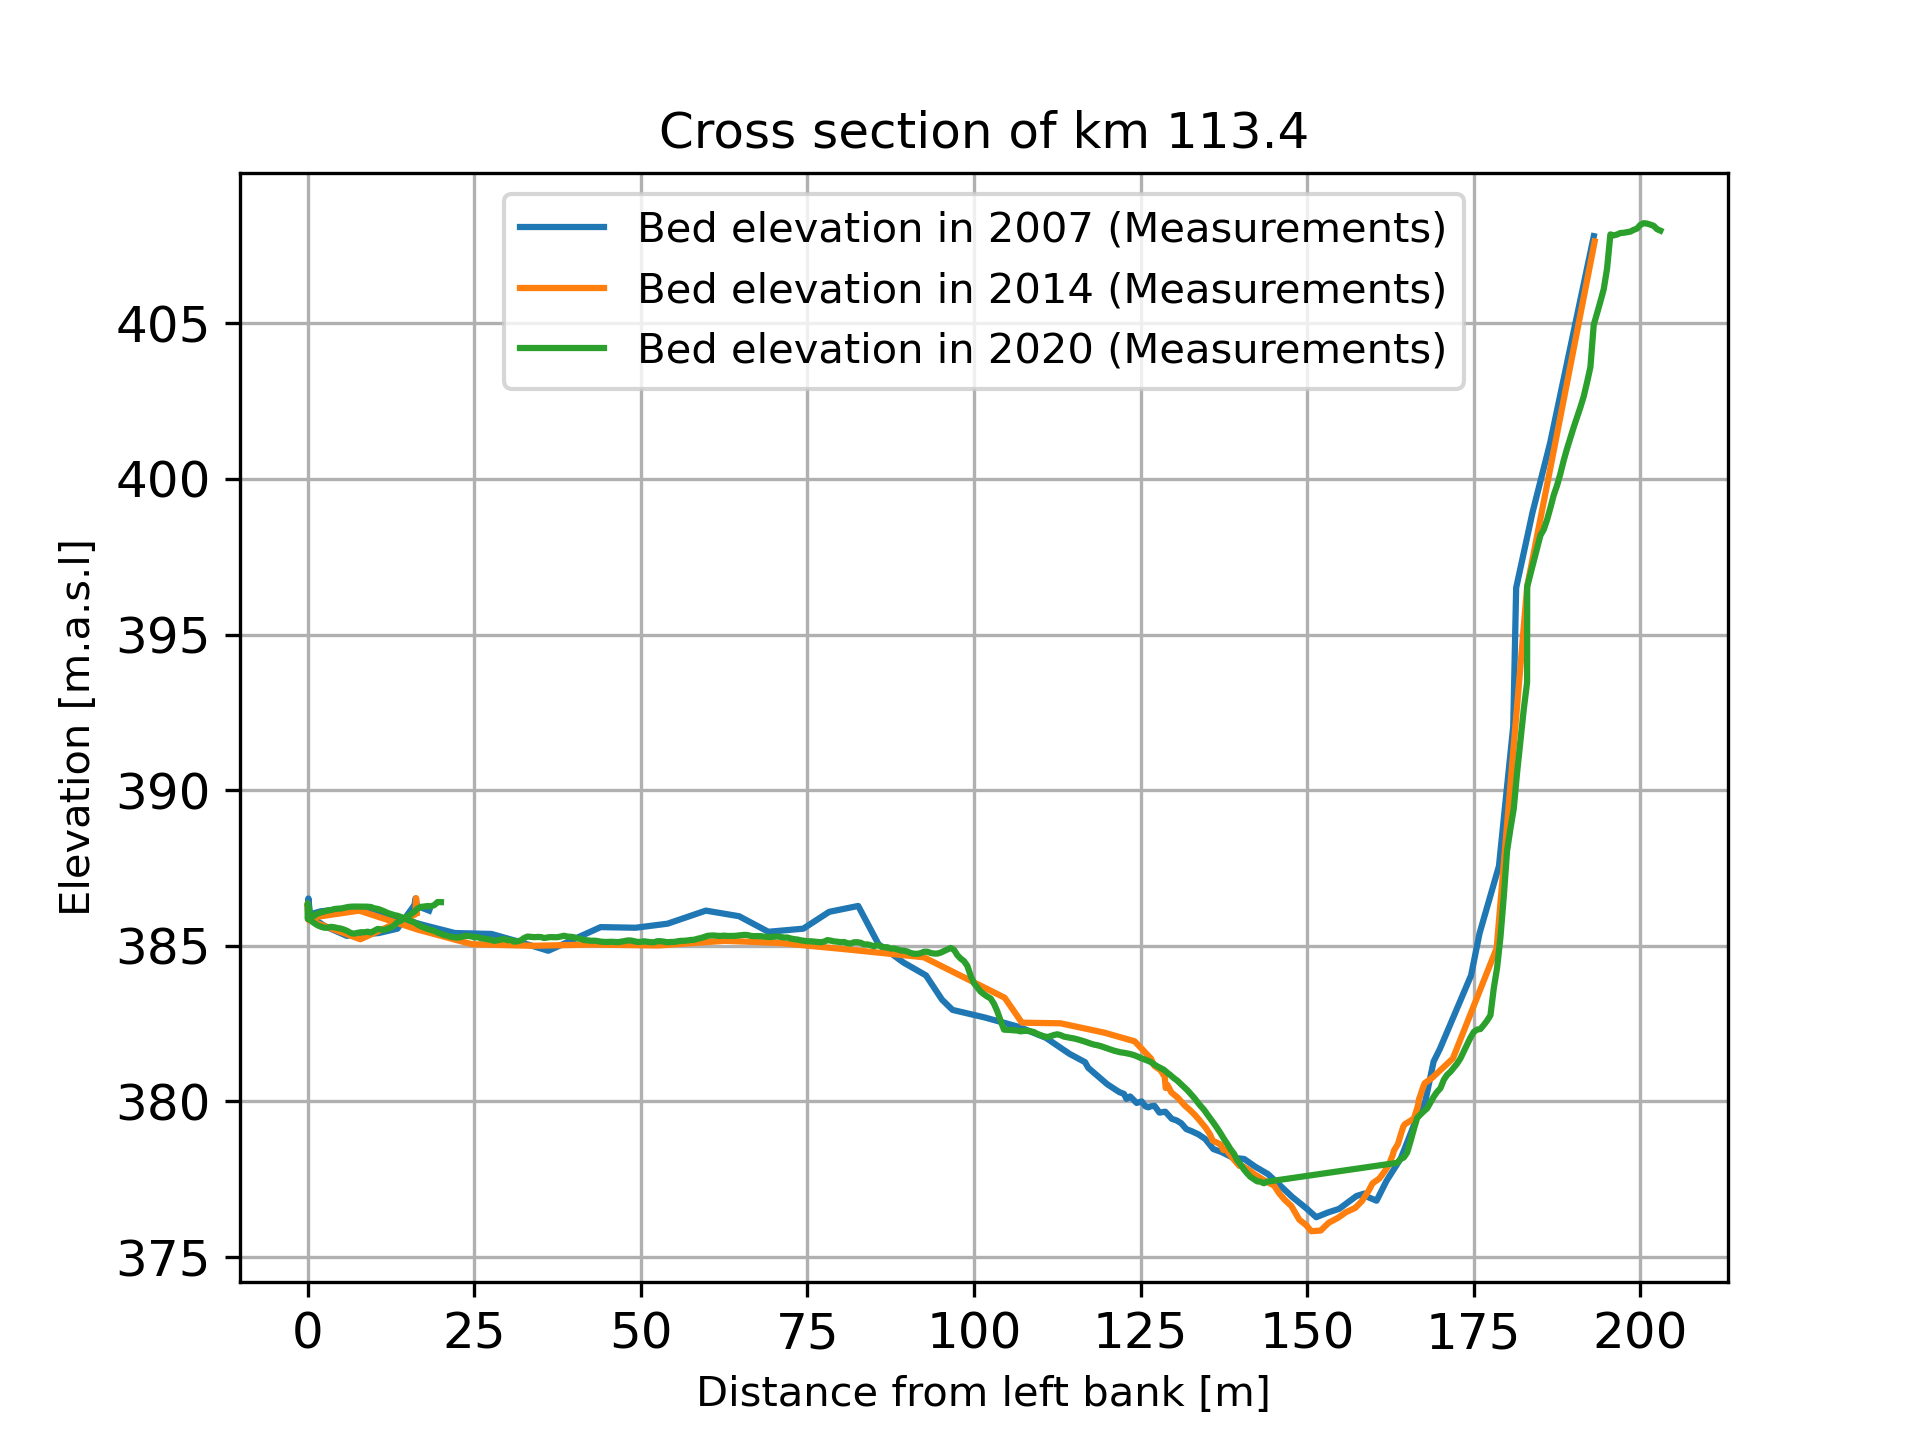 Cross section of km 113.4
Bed elevation in 2007 (Measurements)
Bed elevation in 2014 (Measurements)
Bed elevation in 2020 (Measurements)
Elevation [m.a.s.l]
405
400
395
390
385
380
375
0 25 50 75 100 125 150 175 200
Distance from left bank [m]